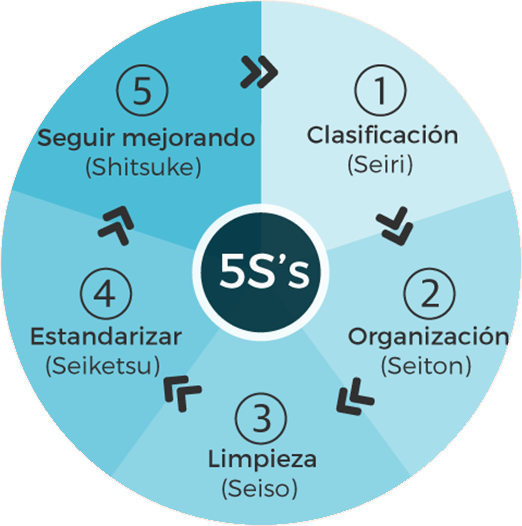 5S's
1
Clasificación
(Seiri)
2
Organización
(Seiton)
3
Limpieza
(Seiso)
4
Estandarizar
(Seiketsu)
5
Seguir mejorando
(Shitsuke)